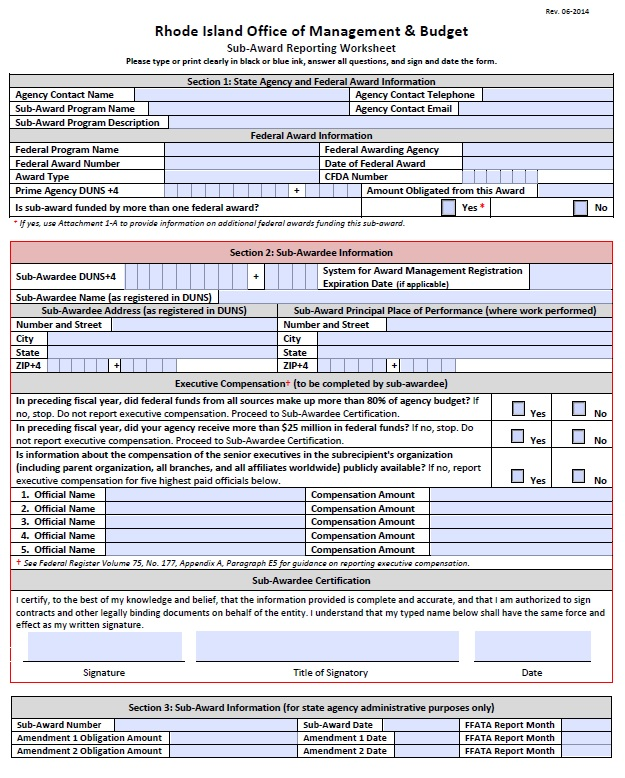 Rev. 06-2014
Rhode Island Office of Management & Budget
Sub-Award Reporting Worksheet
Please type or print clearly in black or blue ink, answer all questions, and sign and date the form.
Section 1: State Agency and Federal Award Information
Agency Contact Name Agency Contact Telephone
Sub-Award Program Name Agency Contact Email
Sub-Award Program Description
Federal Award Information
Federal Program Name Federal Awarding Agency
Federal Award Number Date of Federal Award
Award Type CFDA Number
Prime Agency DUNS +4 + Amount Obligated from this Award
Is sub-award funded by more than one federal award? Yes * No
* If yes, use Attachment 1-A to provide information on additional federal awards funding this sub-award.
Section 2: Sub-Awardee Information
Sub-Awardee DUNS+4 + System for Award Management Registration
Expiration Date (if applicable)
Sub-Awardee Name (as registered in DUNS)
Sub-Awardee Address (as registered in DUNS) Sub-Award Principal Place of Performance (where work performed)
Number and Street Number and Street
City City
State State
ZIP+4 + ZIP+4 +
Executive Compensation† (to be completed by sub-awardee)
In preceding fiscal year, did federal funds from all sources make up more than 80% of agency budget? If
no, stop. Do not report executive compensation. Proceed to Sub-Awardee Certification. Yes No
In preceding fiscal year, did your agency receive more than $25 million in federal funds? If no, stop. Do
not report executive compensation. Proceed to Sub-Awardee Certification. Yes No
Is information about the compensation of the senior executives in the subrecipient's organization
(including parent organization, all branches, and all affiliates worldwide) publicly available? If no, report
executive compensation for five highest paid officials below. Yes No
1. Official Name Compensation Amount
2. Official Name Compensation Amount
3. Official Name Compensation Amount
4. Official Name Compensation Amount
5. Official Name Compensation Amount
† See Federal Register Volume 75, No. 177, Appendix A, Paragraph E5 for guidance on reporting executive compensation.
Sub-Awardee Certification
I certify, to the best of my knowledge and belief, that the information provided is complete and accurate, and that I am authorized to sign
contracts and other legally binding documents on behalf of the entity. I understand that my typed name below shall have the same force and
effect as my written signature.
Signature Title of Signatory Date
Section 3: Sub-Award Information (for state agency administrative purposes only)
Sub-Award Number Sub-Award Date FFATA Report Month
Amendment 1 Obligation Amount Amendment 1 Date FFATA Report Month
Amendment 2 Obligation Amount Amendment 2 Date FFATA Report Month